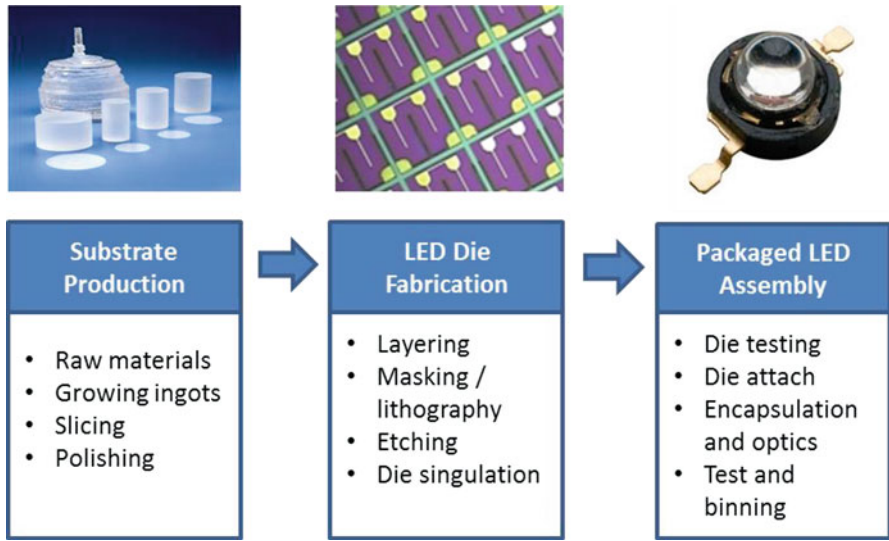 Substrate
Production
• Raw materials
• Growing ingots
• Slicing
• Polishing
LED Die
Fabrication
• Layering
• Masking /
lithography
• Etching
• Die singulation
Packaged LED
Assembly
• Die testing
• Die attach
• Encapsulation
and optics
• Test and
binning